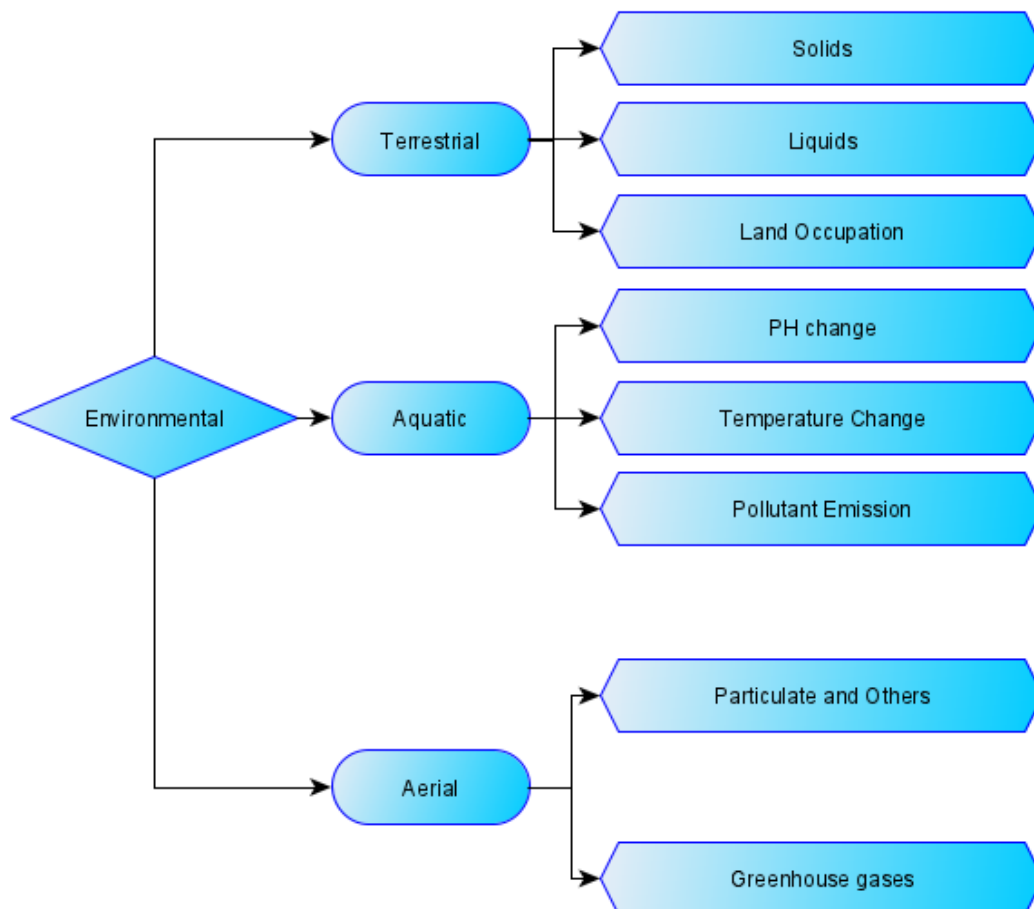 Solids
Terrestrial
Liquids
Land Occupation
PH change
Environmental
Aquatic
Temperature Change
Pollutant Emission
Particulate and Others
Aerial
Greenhouse gases